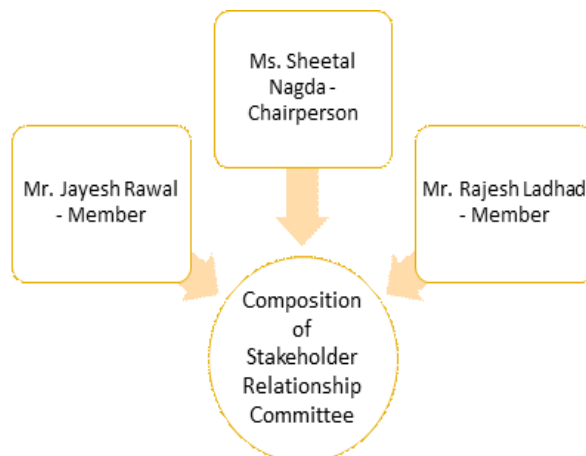 Ms. Sheetal
Nagda -
Chairperson
Mr. Jayesh Rawal
- Member
Mr. Rajesh Ladhad
- Member
Composition
of
Stakeholder
Relationship
Committee